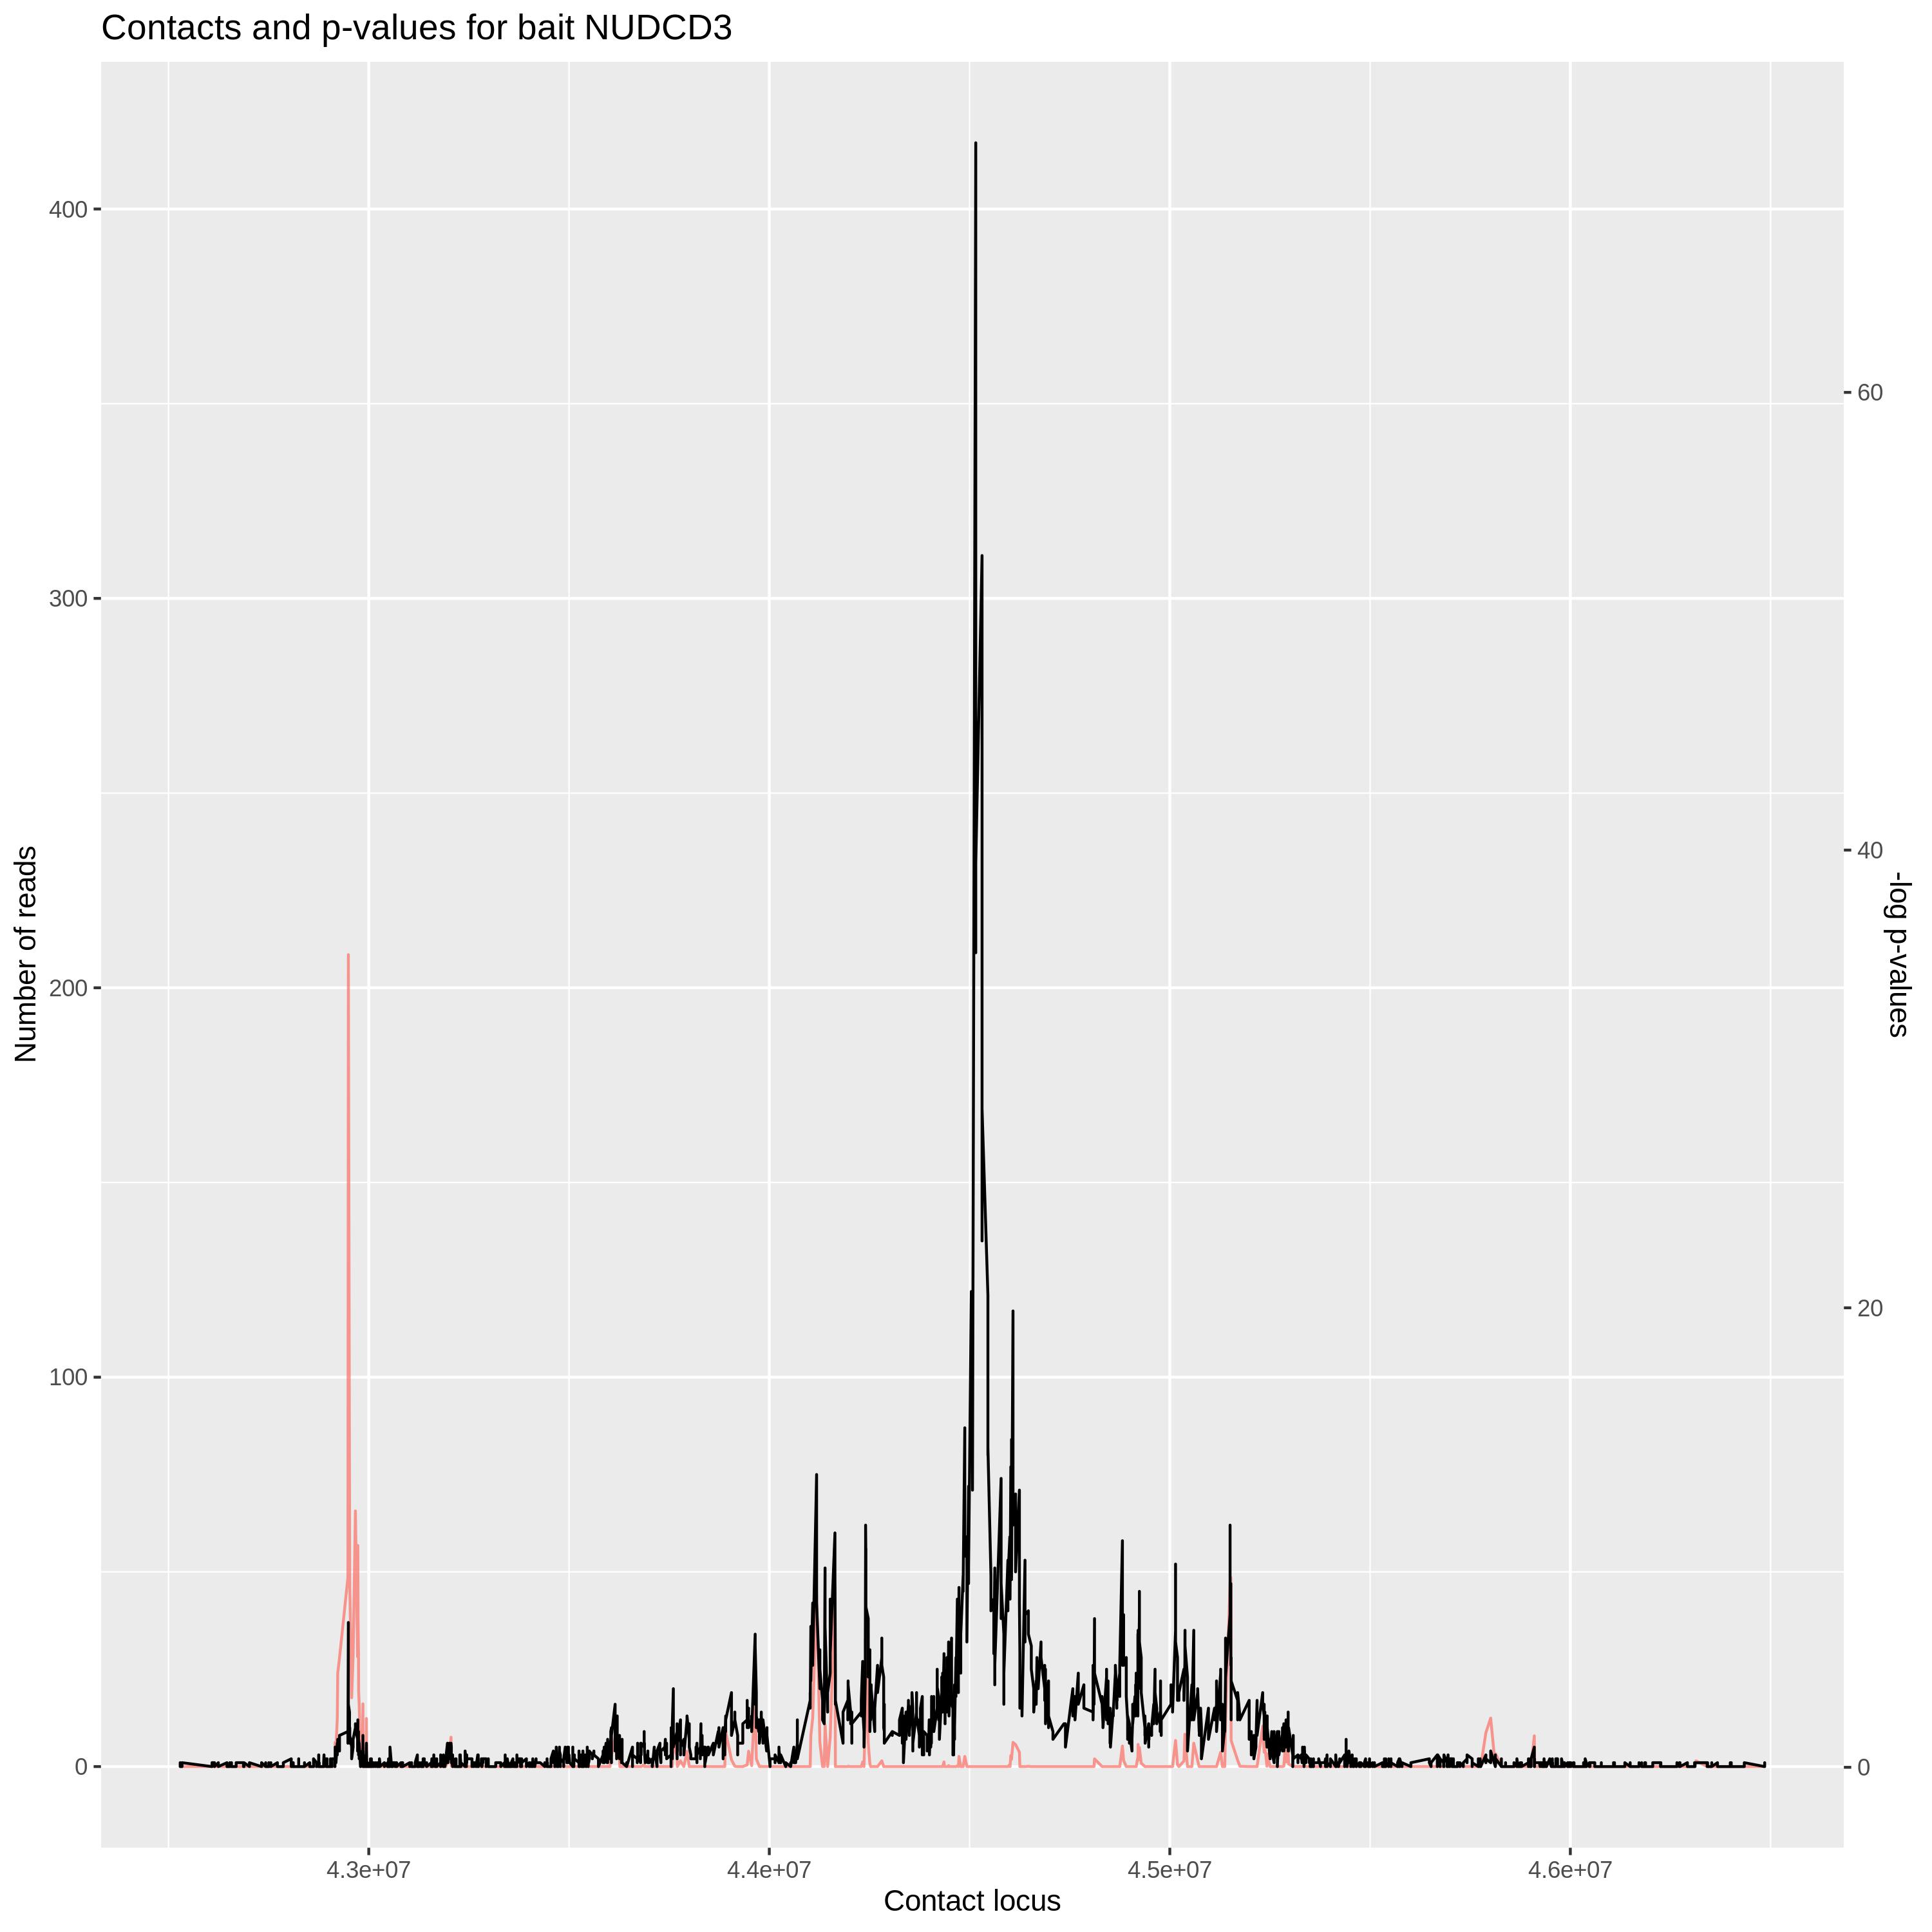 Contacts and p-values for bait NUDCD3
400
300
200
100
0
Number of reads
60
40
20
0
-log p-values
4.3e+07
4.4e+07
4.5e+07
4.6e+07
Contact locus